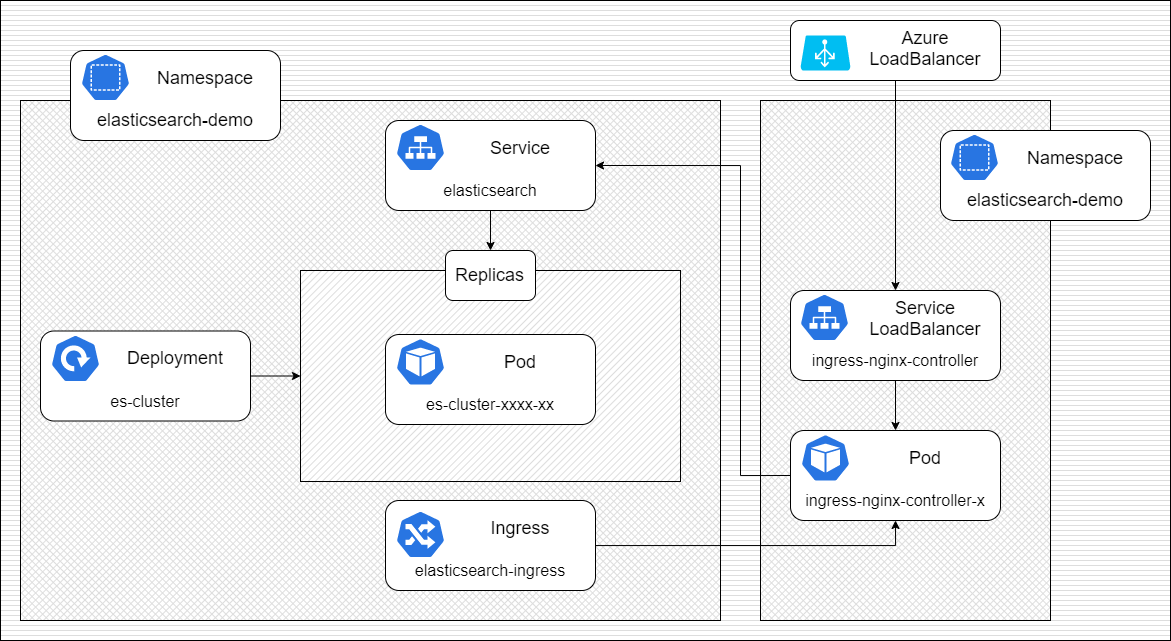 Namespace
elasticsearch-demo
Service
elasticsearch
Replicas
Deployment
es-cluster
Pod
es-cluster-xxxx-xx
Ingress
elasticsearch-ingress
Azure
LoadBalancer
Namespace
elasticsearch-demo
Service
LoadBalancer
ingress-nginx-controller
Pod
ingress-nginx-controller-x